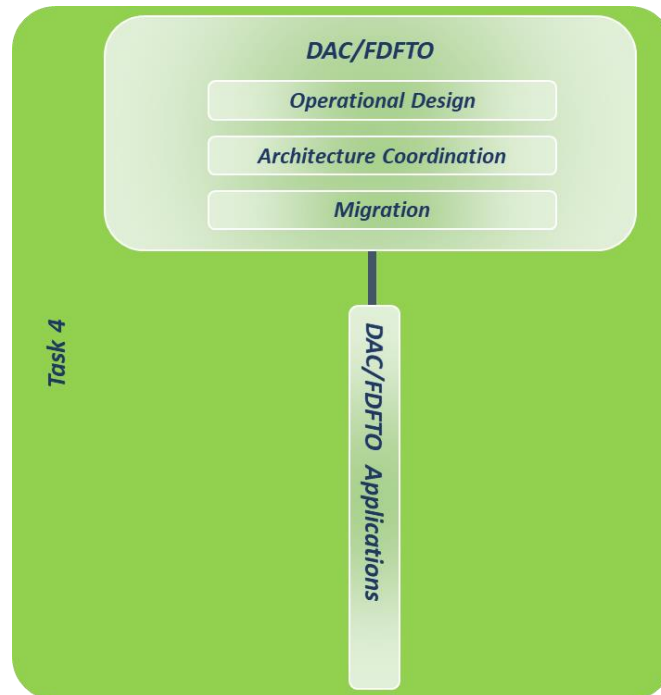 DAC/FDFTO
Operational Design
Architecture Coordination
Migration
Task 4
DAC/FDFTO Applications